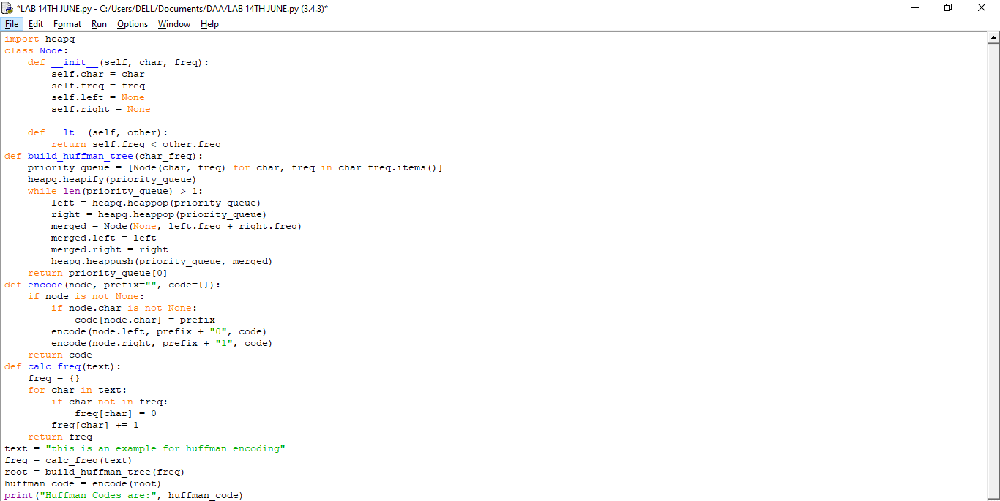 *LAB 14TH JUNE.py - C:/Users/DELL/Documents/DAA/LAB 14TH JUNE.py (3.4.3)*
File Edit Format Run Options Window Help
import heapq
class Node:
    def __init__(self, char, freq):
        self.char = char
        self.freq = freq
        self.left = None
        self.right = None

    def __lt__(self, other):
        return self.freq < other.freq
def build_huffman_tree(char_freq):
    priority_queue = [Node(char, freq) for char, freq in char_freq.items()]
    heapq.heapify(priority_queue)
    while len(priority_queue) > 1:
        left = heapq.heappop(priority_queue)
        right = heapq.heappop(priority_queue)
        merged = Node(None, left.freq + right.freq)
        merged.left = left
        merged.right = right
        heapq.heappush(priority_queue, merged)
    return priority_queue[0]
def encode(node, prefix="", code={}):
    if node is not None:
        if node.char is not None:
            code[node.char] = prefix
        encode(node.left, prefix + "0", code)
        encode(node.right, prefix + "1", code)
    return code
def calc_freq(text):
    freq = {}
    for char in text:
        if char not in freq:
            freq[char] = 0
        freq[char] += 1
    return freq
text = "this is an example for huffman encoding"
freq = calc_freq(text)
root = build_huffman_tree(freq)
huffman_code = encode(root)
print("Huffman Codes are:", huffman_code)